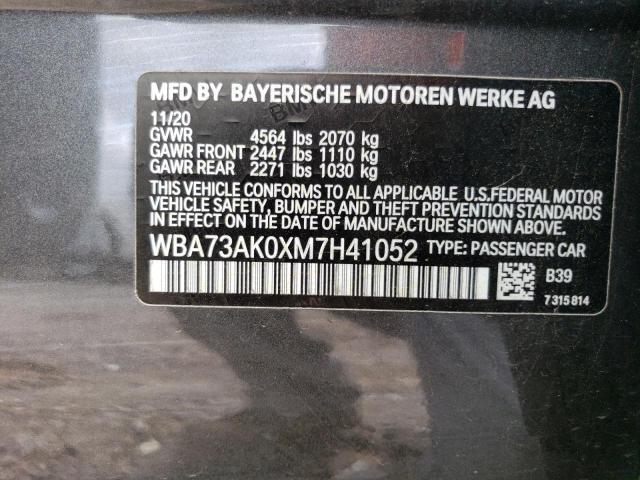 MFD BY BAYERISCHE MOTOREN WERKE AG
11/20
GVWR 4564 lbs 2070 kg
GAWR FRONT 2447 lbs 1110 kg
GAWR REAR 2271 lbs 1030 kg
THIS VEHICLE CONFORMS TO ALL APPLICABLE U.S.FEDERAL MOTOR
VEHICLE SAFETY, BUMPER AND THEFT PREVENTION STANDARDS IN
EFFECT ON THE DATE OF MANUFACTURE SHOWN ABOVE.
WBA73AK0XM7H41052 TYPE: PASSENGER CAR
B39
7315814